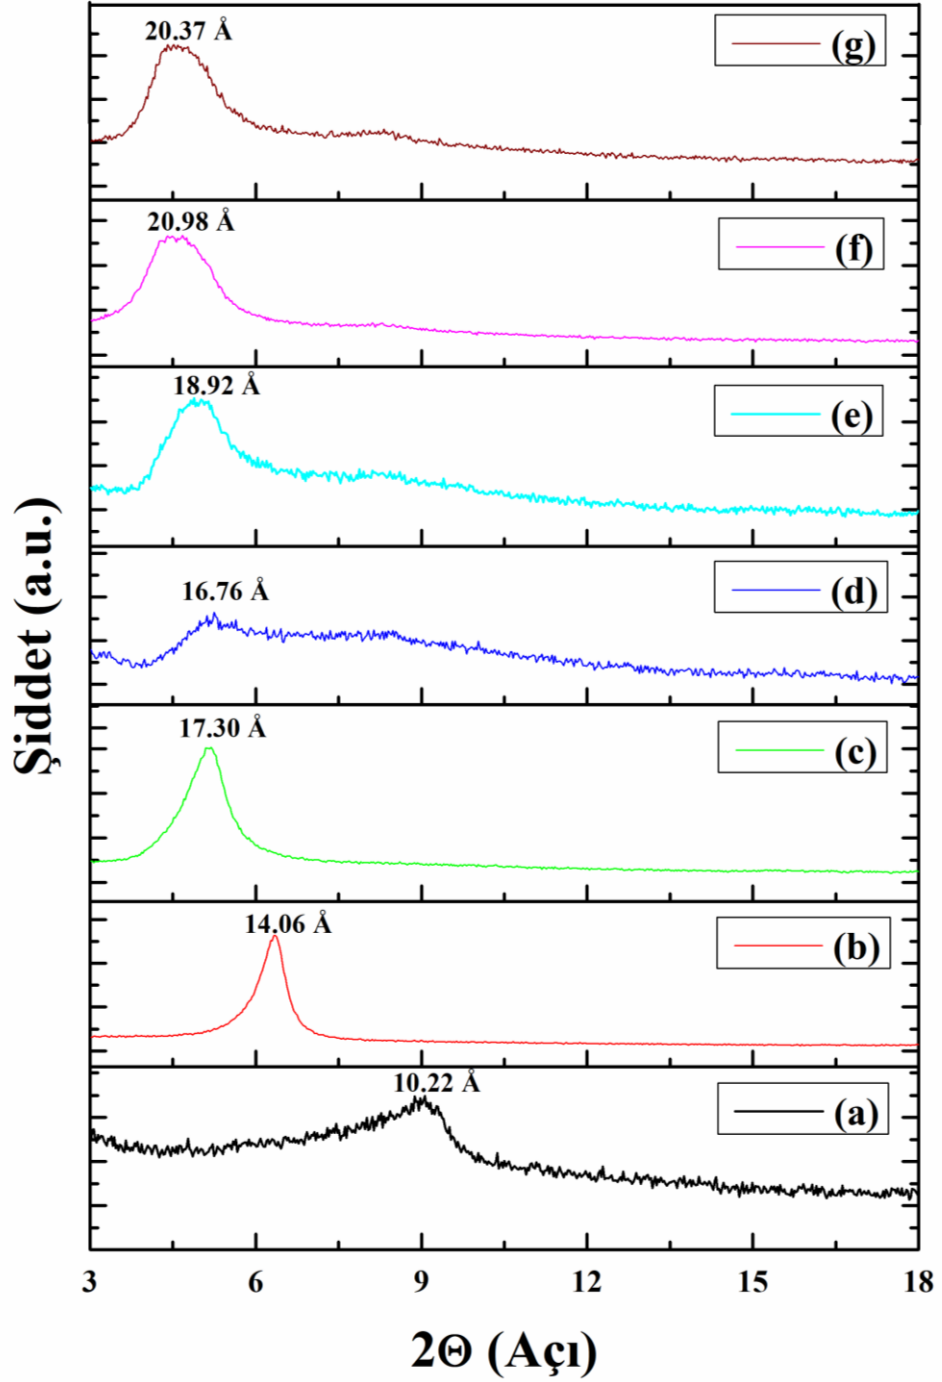 20.37 Å
(g)
20.98 Å
(f)
18.92 Å
(e)
16.76 Å
(d)
17.30 Å
(c)
14.06 Å
(b)
10.22 Å
(a)
Şiddet (a.u.)
3 6 9 12 15 18
2Θ (Açı)